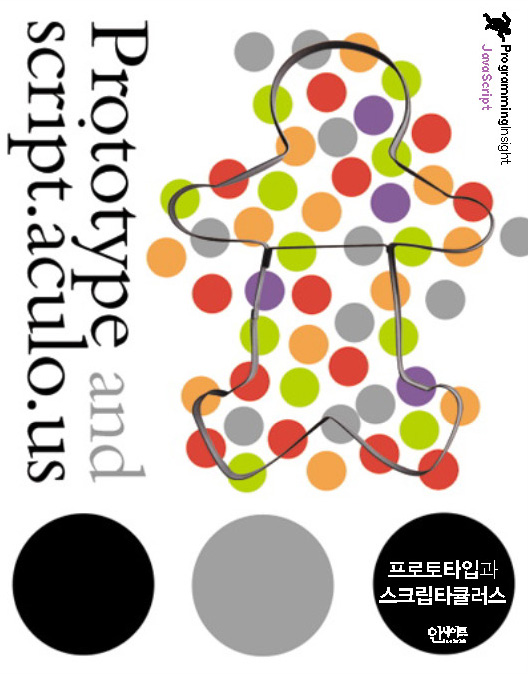 ProgrammingInsight
JavaScript
Prototype and
script.aculo.us
프로토타입과
스크립타큘러스
인사이트